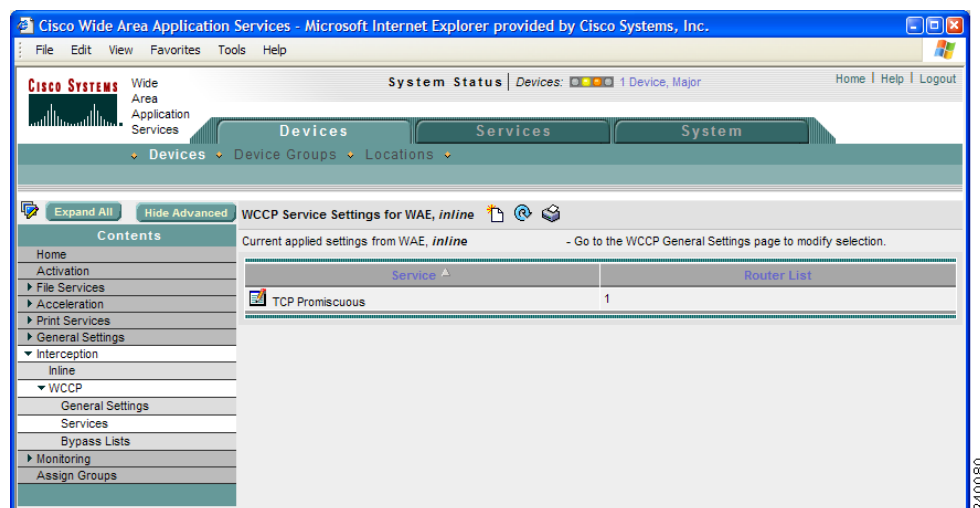 Cisco Wide Area Application Services - Microsoft Internet Explorer provided by Cisco Systems, Inc.
File Edit View Favorites Tools Help
CISCO SYSTEMS
Wide
Area
Application
Services
System Status | Devices: 1 Device, Major
Home | Help | Logout
Devices Services System
Devices Device Groups Locations
Expand All Hide Advanced
WCCP Service Settings for WAE, inline
Contents
Current applied settings from WAE, inline - Go to the WCCP General Settings page to modify selection.
Home
Activation
File Services
Acceleration
Print Services
General Settings
Interception
Inline
WCCP
General Settings
Services
Bypass Lists
Monitoring
Assign Groups
Service Router List
TCP Promiscuous 1